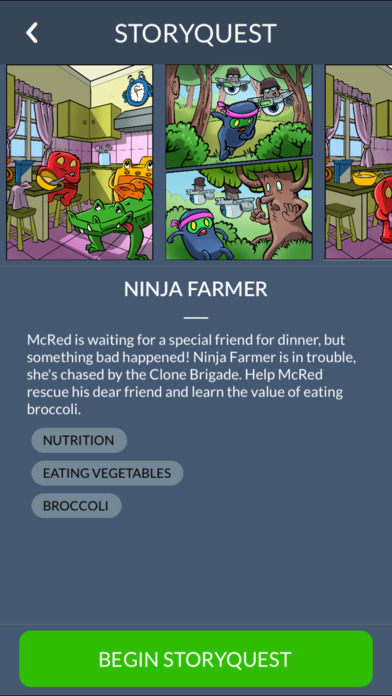 STORYQUEST
NINJA FARMER
McRed is waiting for a special friend for dinner, but
something bad happened! Ninja Farmer is in trouble,
she's chased by the Clone Brigade. Help McRed
rescue his dear friend and learn the value of eating
broccoli.
NUTRITION
EATING VEGETABLES
BROCCOLI
BEGIN STORYQUEST